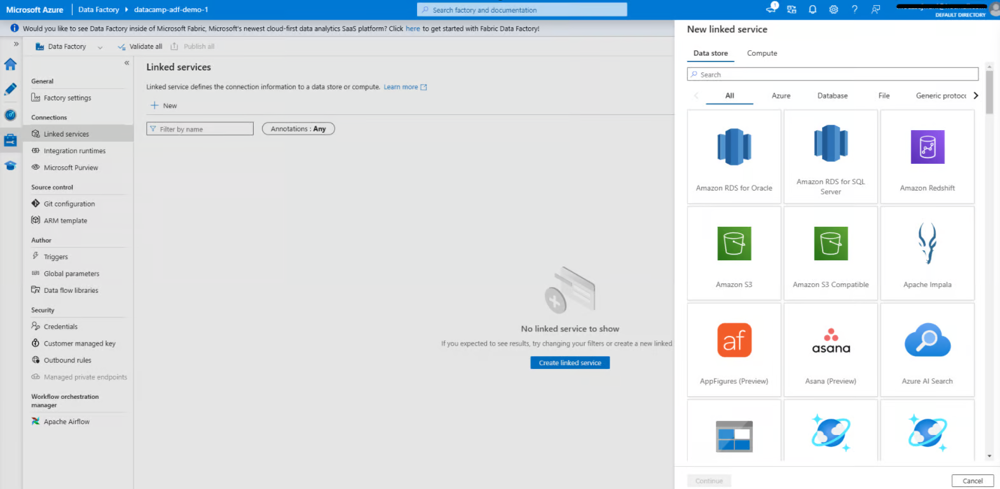 Microsoft Azure
Data Factory
datacamp-adf-demo-1
Search factory and documentation
1
DEFAULT DIRECTORY
Would you like to see Data Factory inside of Microsoft Fabric, Microsoft's newest cloud-first data analytics SaaS platform? Click here to get started with Fabric Data Factory!
Data Factory
Validate all
Publish all
General
Factory settings
Connections
Linked services
Integration runtimes
Microsoft Purview
Source control
Git configuration
ARM template
Author
Triggers
Global parameters
Data flow libraries
Security
Credentials
Customer managed key
Outbound rules
Managed private endpoints
Workflow orchestration
manager
Apache Airflow
Linked services
Linked service defines the connection information to a data store or compute. Learn more
New
Filter by name
Annotations : Any
No linked service to show
If you expected to see results, try changing your filters or create a new linked
Create linked service
New linked service
Data store
Compute
Search
All
Azure
Database
File
Generic protoco
Amazon RDS for Oracle
Amazon RDS for SQL
Server
Amazon Redshift
Amazon S3
Amazon S3 Compatible
Apache Impala
af
AppFigures (Preview)
asana
Asana (Preview)
Azure AI Search
Continue
Cancel